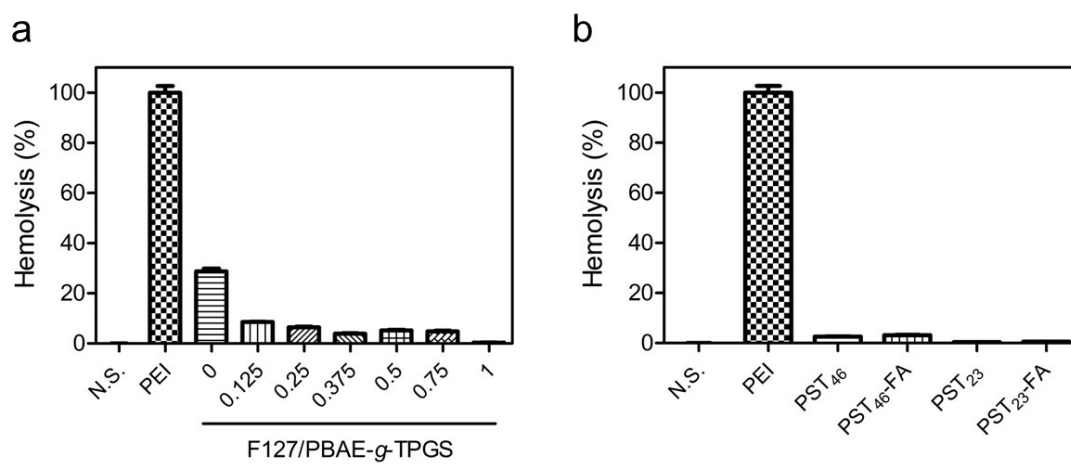 a
Hemolysis (%)
100
80
60
40
20
0
N.S.
PEI
0
0.125
0.25
0.375
0.5
0.75
1
F127/PBAE-g-TPGS
b
Hemolysis (%)
100
80
60
40
20
0
N.S.
PEI
PST₄₆
PST₄₆-FA
PST₂₃
PST₂₃-FA